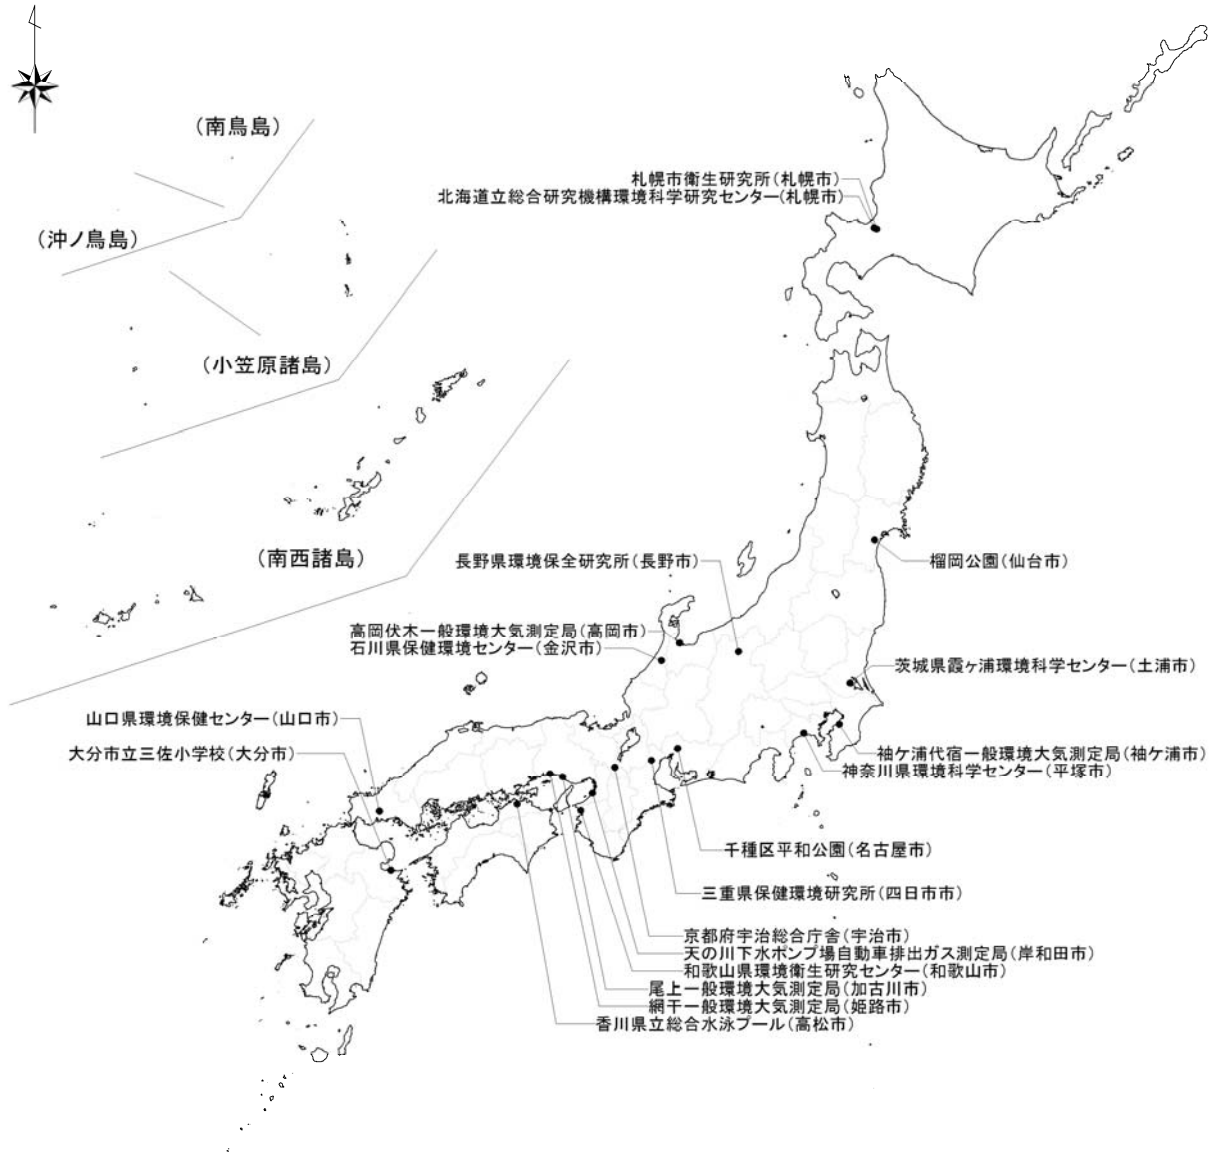 （南鳥島）
札幌市衛生研究所（札幌市）
北海道立総合研究機構環境科学研究センター（札幌市）
（沖ノ鳥島）
（小笠原諸島）
（南西諸島）
長野県環境保全研究所（長野市）
榴岡公園（仙台市）
高岡伏木一般環境大気測定局（高岡市）
石川県保健環境センター（金沢市）
茨城県霞ヶ浦環境科学センター（土浦市）
山口県環境保健センター（山口市）
大分市立三佐小学校（大分市）
袖ケ浦代宿一般環境大気測定局（袖ケ浦市）
神奈川県環境科学センター（平塚市）
千種区平和公園（名古屋市）
三重県保健環境研究所（四日市市）
京都府宇治総合庁舎（宇治市）
天の川下水ポンプ場自動車排出ガス測定局（岸和田市）
和歌山県環境衛生研究センター（和歌山市）
尾上一般環境大気測定局（加古川市）
網干一般環境大気測定局（姫路市）
香川県立総合水泳プール（高松市）